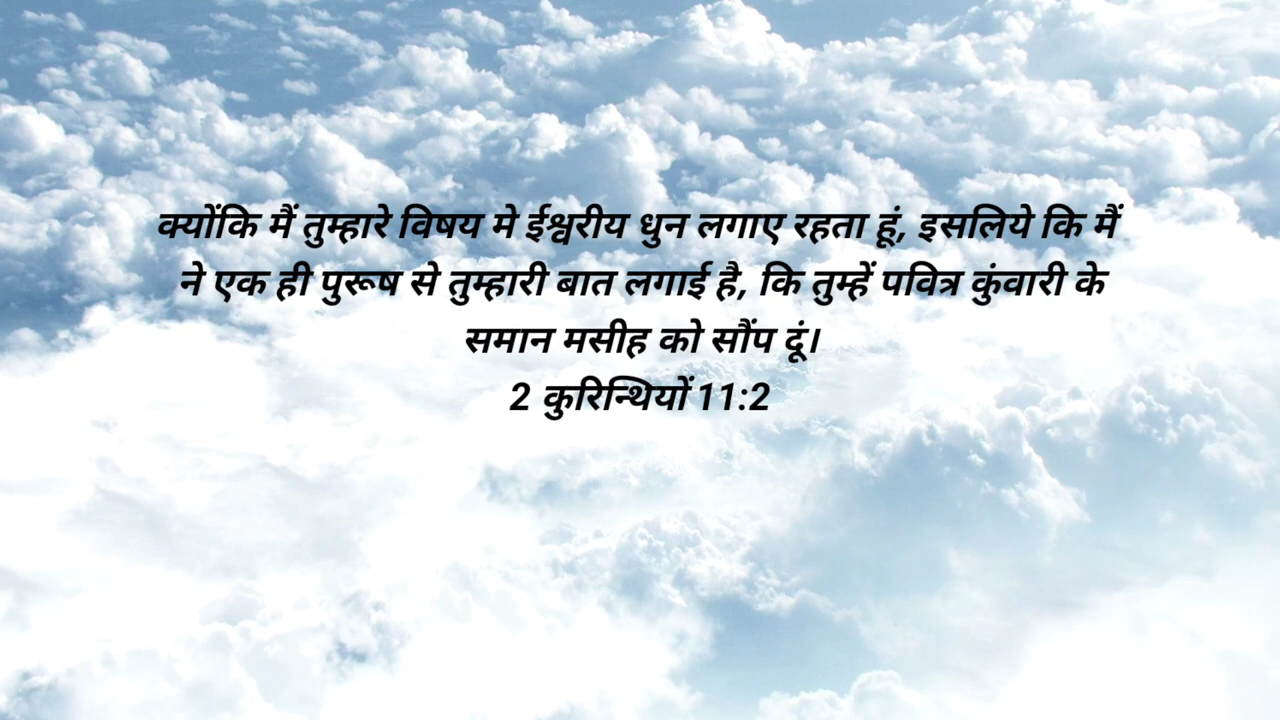 क्योंकि मैं तुम्हारे विषय मे ईश्वरीय धुन लगाए रहता हूं, इसलिये कि मैं
ने एक ही पुरूष से तुम्हारी बात लगाई है, कि तुम्हें पवित्र कुंवारी के
समान मसीह को सौंप दूं।
2 कुरिन्थियों 11:2